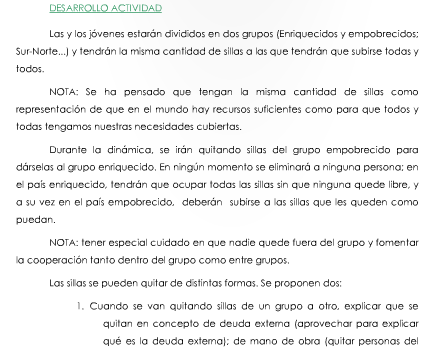 DESARROLLO ACTIVIDAD
Las y los jóvenes estarán divididos en dos grupos (Enriquecidos y empobrecidos;
Sur-Norte...) y tendrán la misma cantidad de sillas a las que tendrán que subirse todas y
todos.
NOTA: Se ha pensado que tengan la misma cantidad de sillas como
representación de que en el mundo hay recursos suficientes como para que todos y
todas tengamos nuestras necesidades cubiertas.
Durante la dinámica, se irán quitando sillas del grupo empobrecido para
dárselas al grupo enriquecido. En ningún momento se eliminará a ninguna persona; en
el país enriquecido, tendrán que ocupar todas las sillas sin que ninguna quede libre, y
a su vez en el país empobrecido, deberán subirse a las sillas que les queden como
puedan.
NOTA: tener especial cuidado en que nadie quede fuera del grupo y fomentar
la cooperación tanto dentro del grupo como entre grupos.
Las sillas se pueden quitar de distintas formas. Se proponen dos:
1. Cuando se van quitando sillas de un grupo a otro, explicar que se
quitan en concepto de deuda externa (aprovechar para explicar
qué es la deuda externa); de mano de obra (quitar personas del